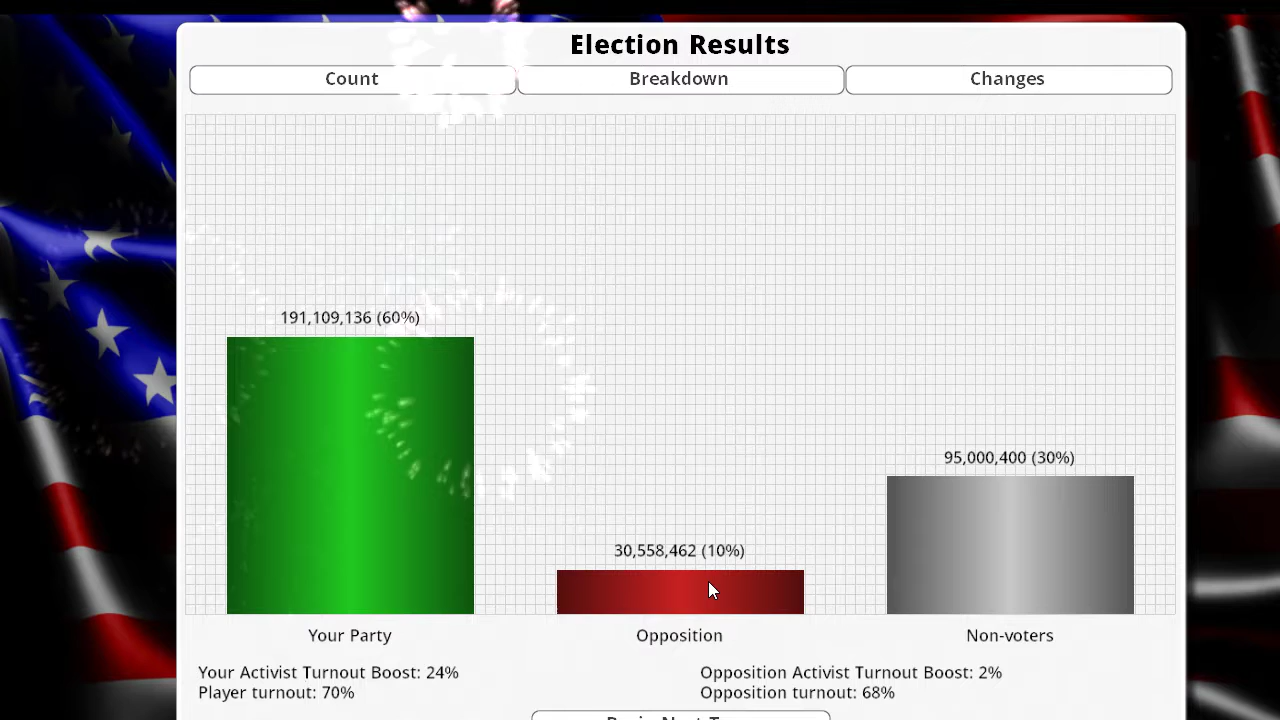 Election Results
Count
Breakdown
Changes
191,109,136 (60%)
95,000,400 (30%)
30,558,462 (10%)
Your Party
Opposition
Non-voters
Your Activist Turnout Boost: 24%
Opposition Activist Turnout Boost: 2%
Player turnout: 70%
Opposition turnout: 68%